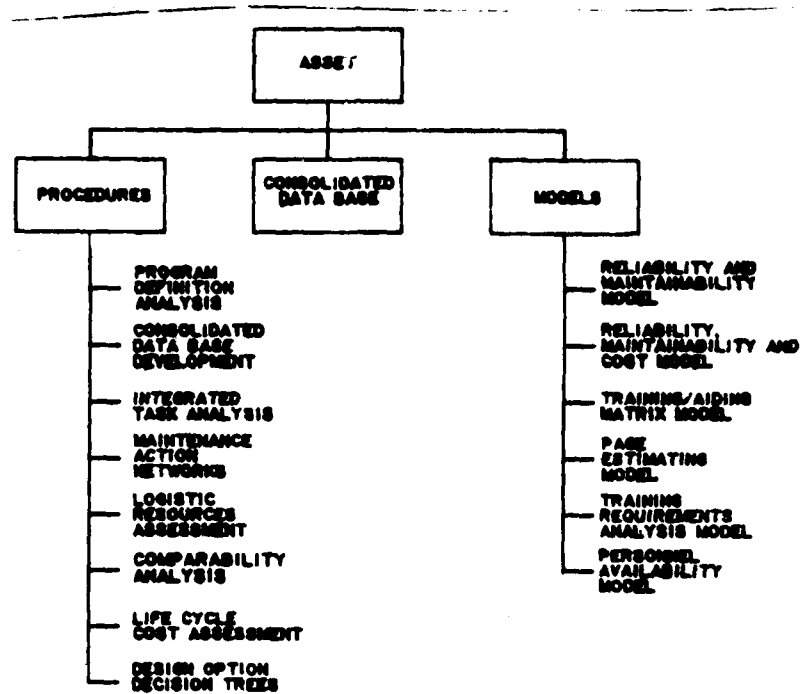 ASSET
PROCEDURES
CONSOLIDATED
DATA BASE
MODELS
PROGRAM
DEFINITION
ANALYSIS
CONSOLIDATED
DATA BASE
DEVELOPMENT
INTEGRATED
TASK ANALYSIS
MAINTENANCE
ACTION
NETWORKS
LOGISTIC
RESOURCES
ASSESSMENT
COMPARABILITY
ANALYSIS
LIFE CYCLE
COST ASSESSMENT
DESIGN OPTION
DECISION TREES
RELIABILITY AND
MAINTAINABILITY
MODEL
RELIABILITY,
MAINTAINABILITY AND
COST MODEL
TRAINING/AIDING
MATRIX MODEL
PAGE
ESTIMATING
MODEL
TRAINING
REQUIREMENTS
ANALYSIS MODEL
PERSONNEL
AVAILABILITY
MODEL